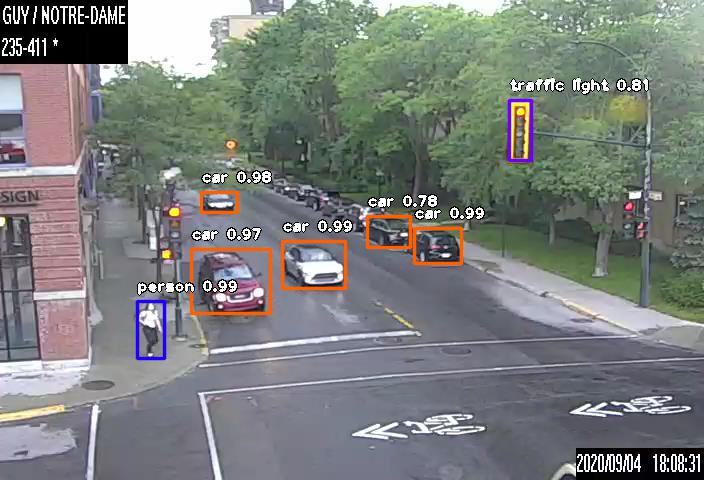 GUY / NOTRE-DAME
235-411 *
traffic light 0.81
car 0.98
car 0.78
car 0.99
car 0.99
car 0.97
person 0.99
SIGN
2020/09/04 18:08:31